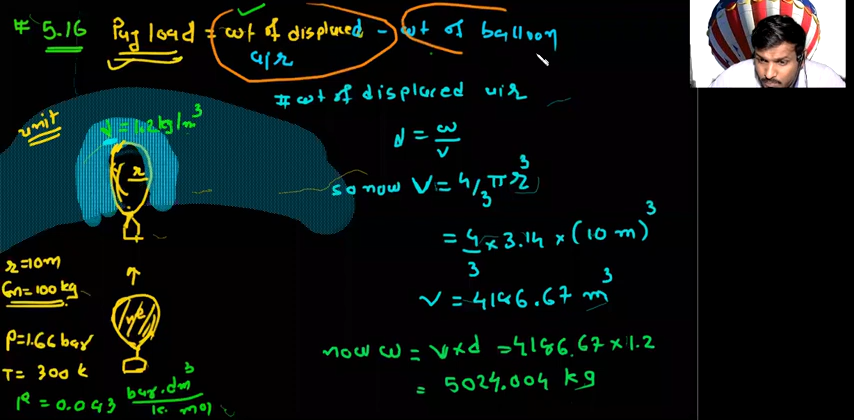 # 5.16 Pay load = wt of displaced air - wt of balloon
# wt of displaced air
unit
d = 1.2 kg/m³
d = w/v
r
so now V = 4/3 πr³
= 4/3 × 3.14 × (10 m)³
r = 10m
m = 100 kg
V = 4186.67 m³
He
P = 1.66 bar
now w = v × d = 4186.67 × 1.2
T = 300 k
= 5024.004 kg
R = 0.083 bar.dm³/k. mol